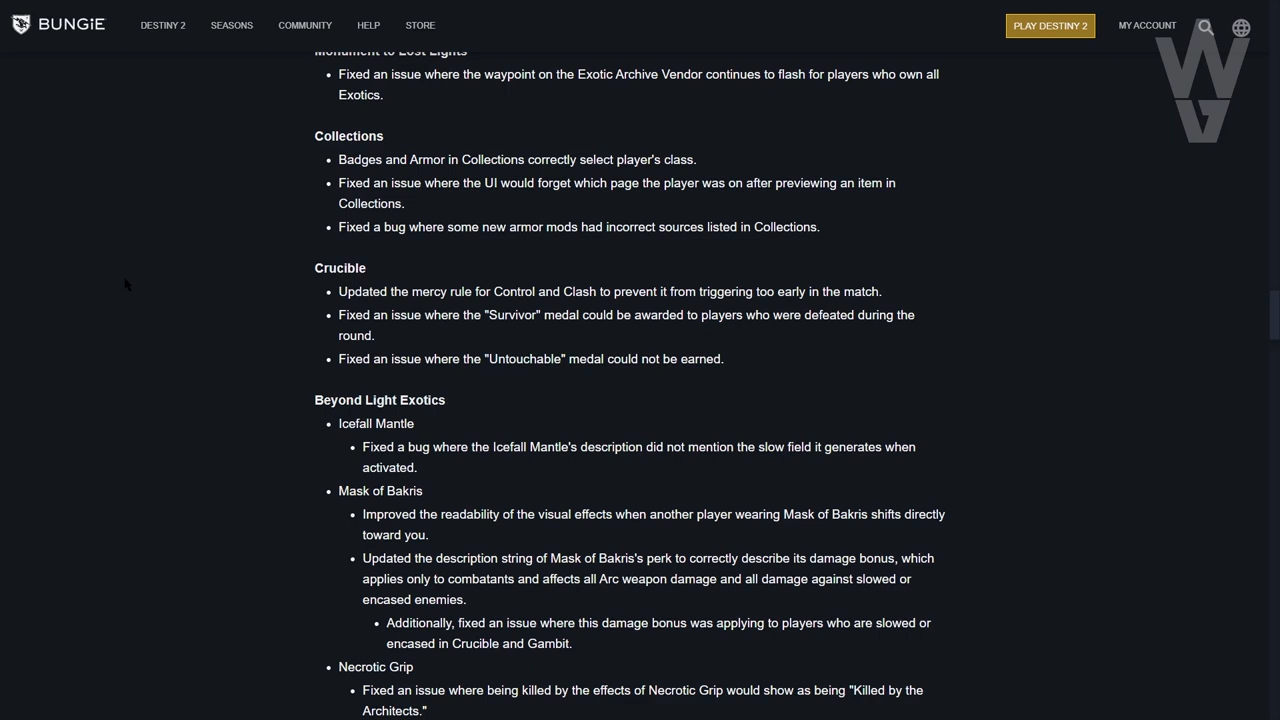 BUNGiE DESTINY 2 SEASONS COMMUNITY HELP STORE PLAY DESTINY 2 MY ACCOUNT
WG
Monument to Lost Lights
• Fixed an issue where the waypoint on the Exotic Archive Vendor continues to flash for players who own all
Exotics.
Collections
• Badges and Armor in Collections correctly select player's class.
• Fixed an issue where the UI would forget which page the player was on after previewing an item in
Collections.
• Fixed a bug where some new armor mods had incorrect sources listed in Collections.
Crucible
• Updated the mercy rule for Control and Clash to prevent it from triggering too early in the match.
• Fixed an issue where the "Survivor" medal could be awarded to players who were defeated during the
round.
• Fixed an issue where the "Untouchable" medal could not be earned.
Beyond Light Exotics
• Icefall Mantle
• Fixed a bug where the Icefall Mantle's description did not mention the slow field it generates when
activated.
• Mask of Bakris
• Improved the readability of the visual effects when another player wearing Mask of Bakris shifts directly
toward you.
• Updated the description string of Mask of Bakris's perk to correctly describe its damage bonus, which
applies only to combatants and affects all Arc weapon damage and all damage against slowed or
encased enemies.
• Additionally, fixed an issue where this damage bonus was applying to players who are slowed or
encased in Crucible and Gambit.
• Necrotic Grip
• Fixed an issue where being killed by the effects of Necrotic Grip would show as being "Killed by the
Architects."